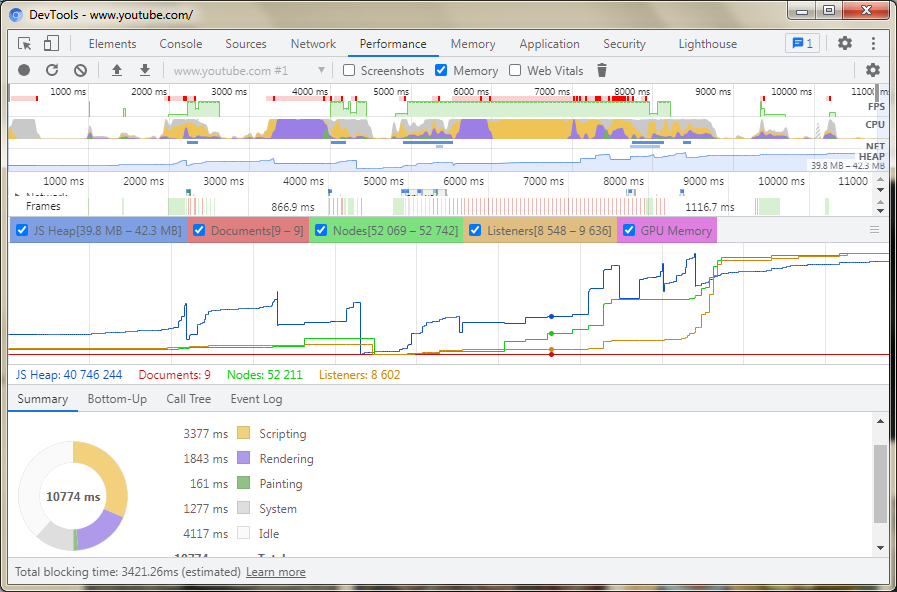 DevTools - www.youtube.com/
Elements Console Sources Network Performance Memory Application Security Lighthouse 1
www.youtube.com #1 Screenshots Memory Web Vitals
1000 ms 2000 ms 3000 ms 4000 ms 5000 ms 6000 ms 7000 ms 8000 ms 9000 ms 10000 ms
FPS
CPU
NET
HEAP
39.8 MB – 42.3 MB
1000 ms 2000 ms 3000 ms 4000 ms 5000 ms 6000 ms 7000 ms 8000 ms 9000 ms 10000 ms 11000
Frames 866.9 ms 1116.7 ms
JS Heap[39.8 MB – 42.3 MB] Documents[9 – 9] Nodes[52 069 – 52 742] Listeners[8 548 – 9 636] GPU Memory
JS Heap: 40 746 244 Documents: 9 Nodes: 52 211 Listeners: 8 602
Summary Bottom-Up Call Tree Event Log
3377 ms Scripting
1843 ms Rendering
161 ms Painting
10774 ms
1277 ms System
4117 ms Idle
Total blocking time: 3421.26ms (estimated) Learn more